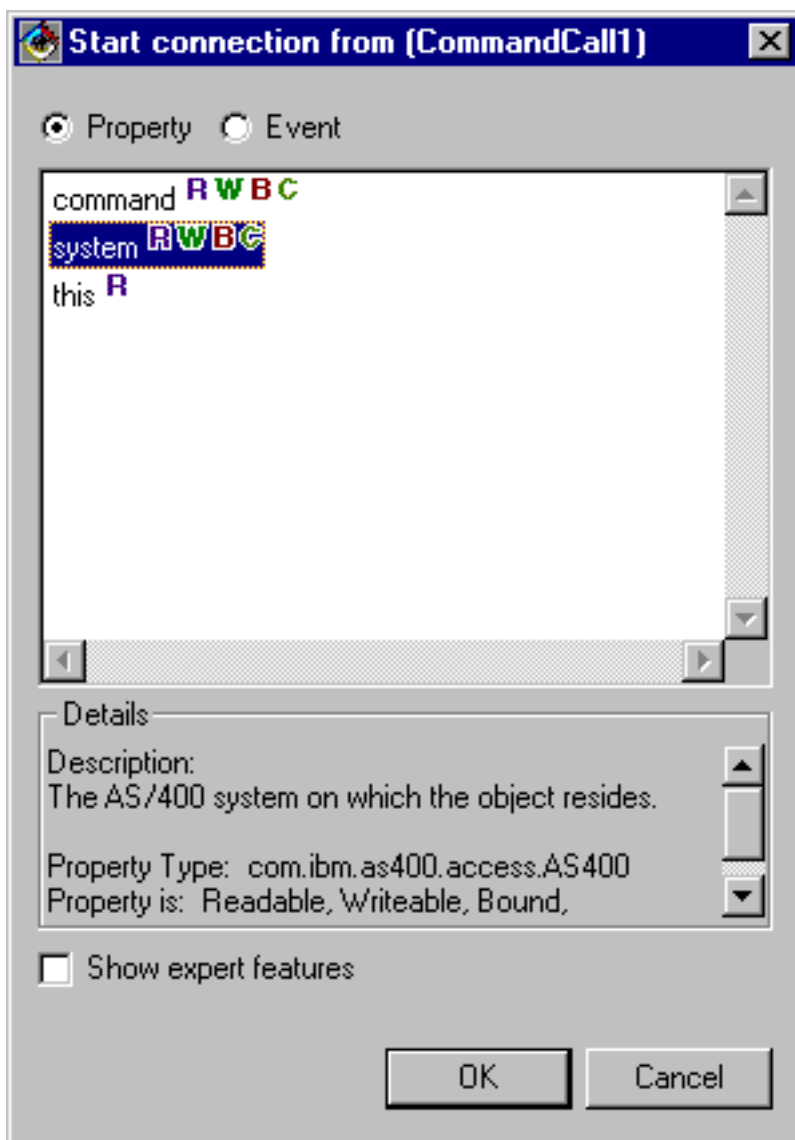 Start connection from (CommandCall1)
Property Event
command R W B C
system R W B C
this R
Details
Description:
The AS/400 system on which the object resides.
Property Type: com.ibm.as400.access.AS400
Property is: Readable, Writeable, Bound,
Show expert features
OK Cancel